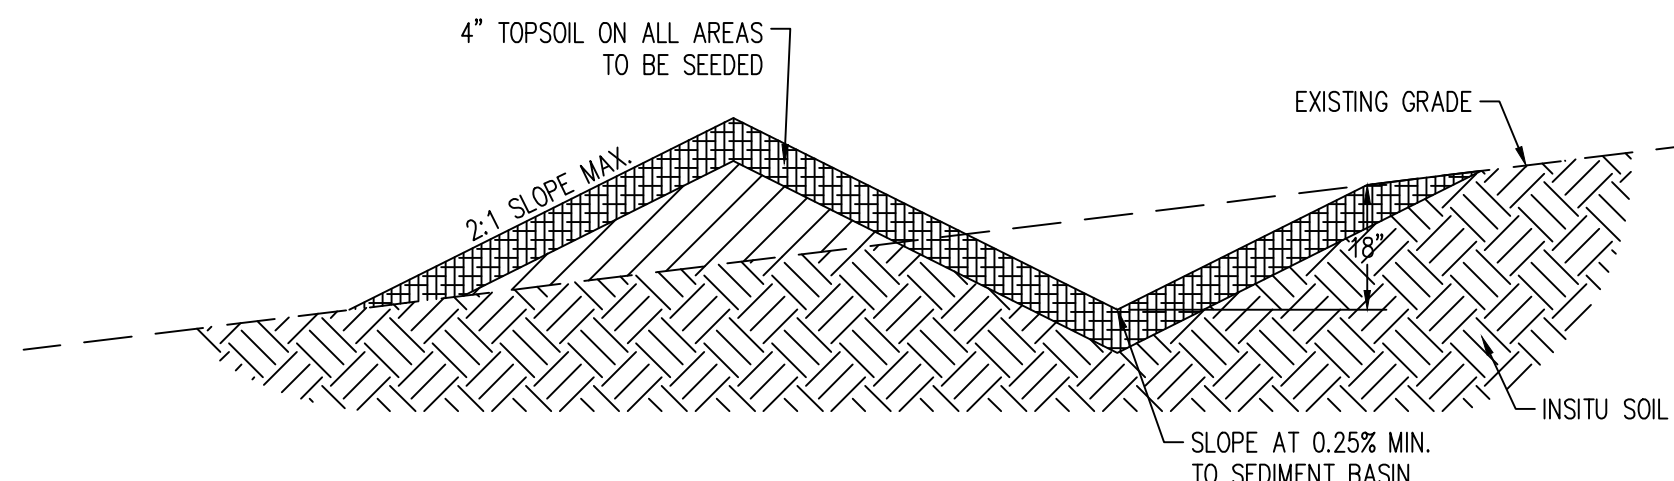 4" TOPSOIL ON ALL AREAS
TO BE SEEDED
EXISTING GRADE
2:1 SLOPE MAX.
18"
INSITU SOIL
SLOPE AT 0.25% MIN.
TO SEDIMENT BASIN